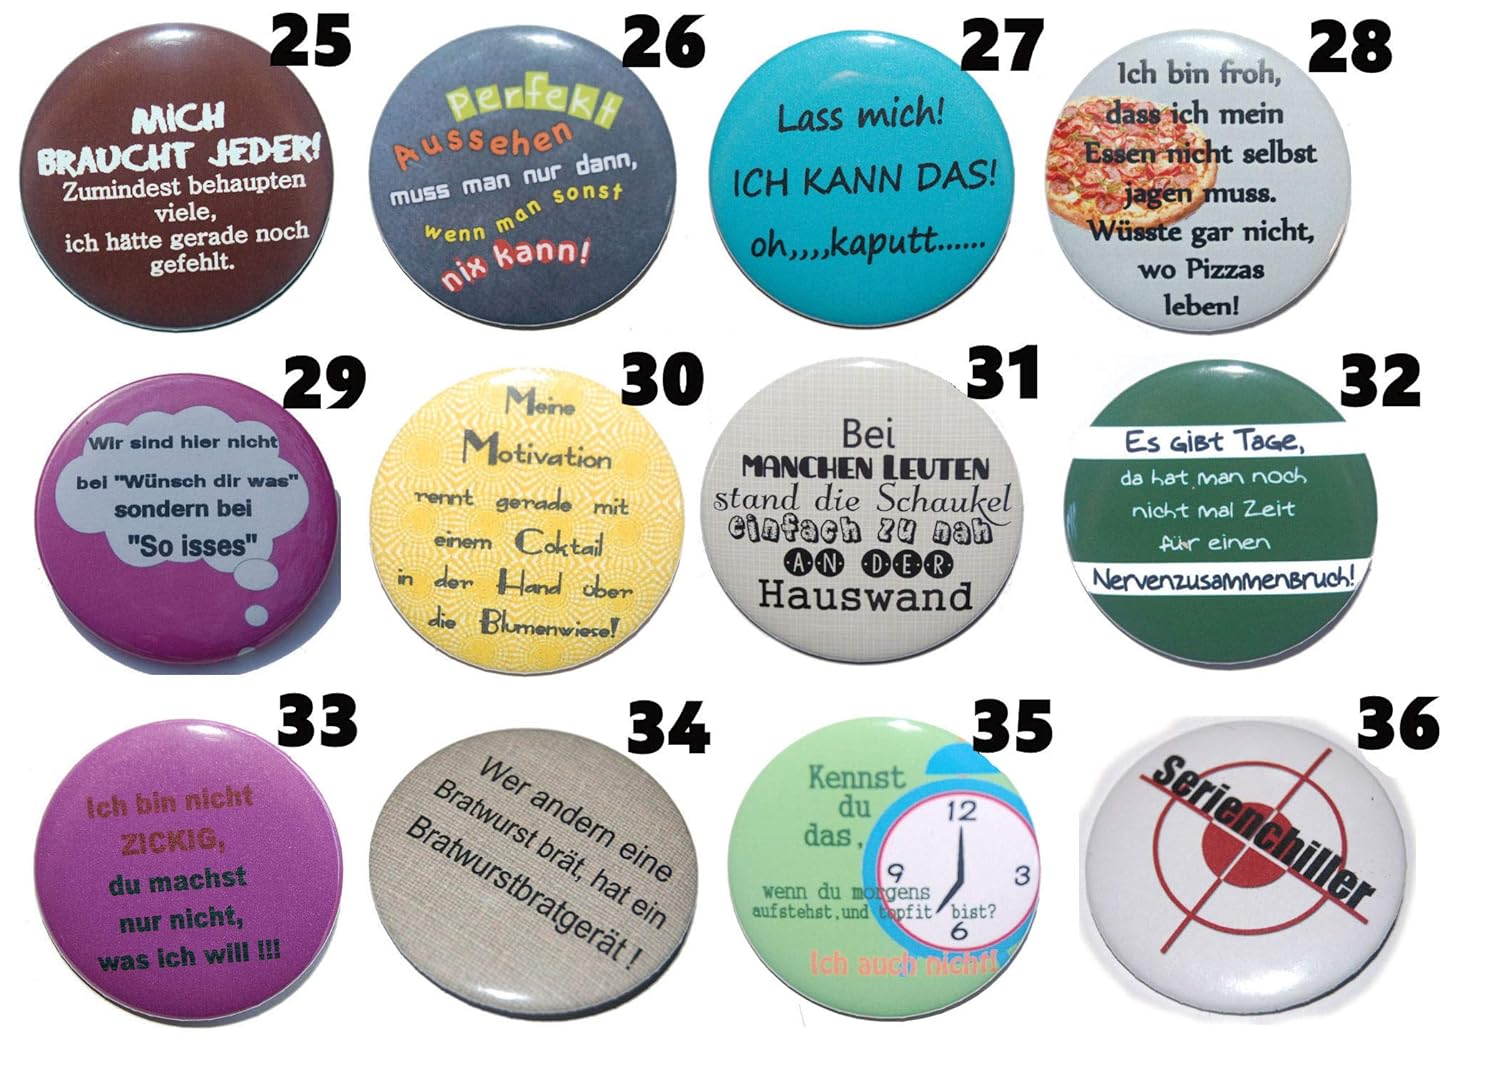 25
MICH
BRAUCHT JEDER!
Zumindest behaupten
viele,
ich hätte gerade noch
gefehlt.
26
Perfekt
Aussehen
muss man nur dann,
wenn man sonst
nix kann!
27
Lass mich!
ICH KANN DAS!
oh,,,,kaputt......
28
Ich bin froh,
dass ich mein
Essen nicht selbst
jagen muss.
Wüsste gar nicht,
wo Pizzas
leben!
29
Wir sind hier nicht
bei "Wünsch dir was"
sondern bei
"So isses"
30
Meine
Motivation
rennt gerade mit
einem Coktail
in der Hand über
die Blumenwiese!
31
Bei
MANCHEN LEUTEN
stand die Schaukel
einfach zu nah
AN DER
Hauswand
32
Es gibt Tage,
da hat man noch
nicht mal Zeit
für einen
Nervenzusammenbruch!
33
Ich bin nicht
ZICKIG,
du machst
nur nicht,
was ich will !!!
34
Wer andern eine
Bratwurst brät, hat ein
Bratwurstbratgerät !
35
Kennst
du
das,
12
9
3
6
wenn du morgens
aufstehst,und topfit bist?
Ich auch nicht!
36
Serienchiller